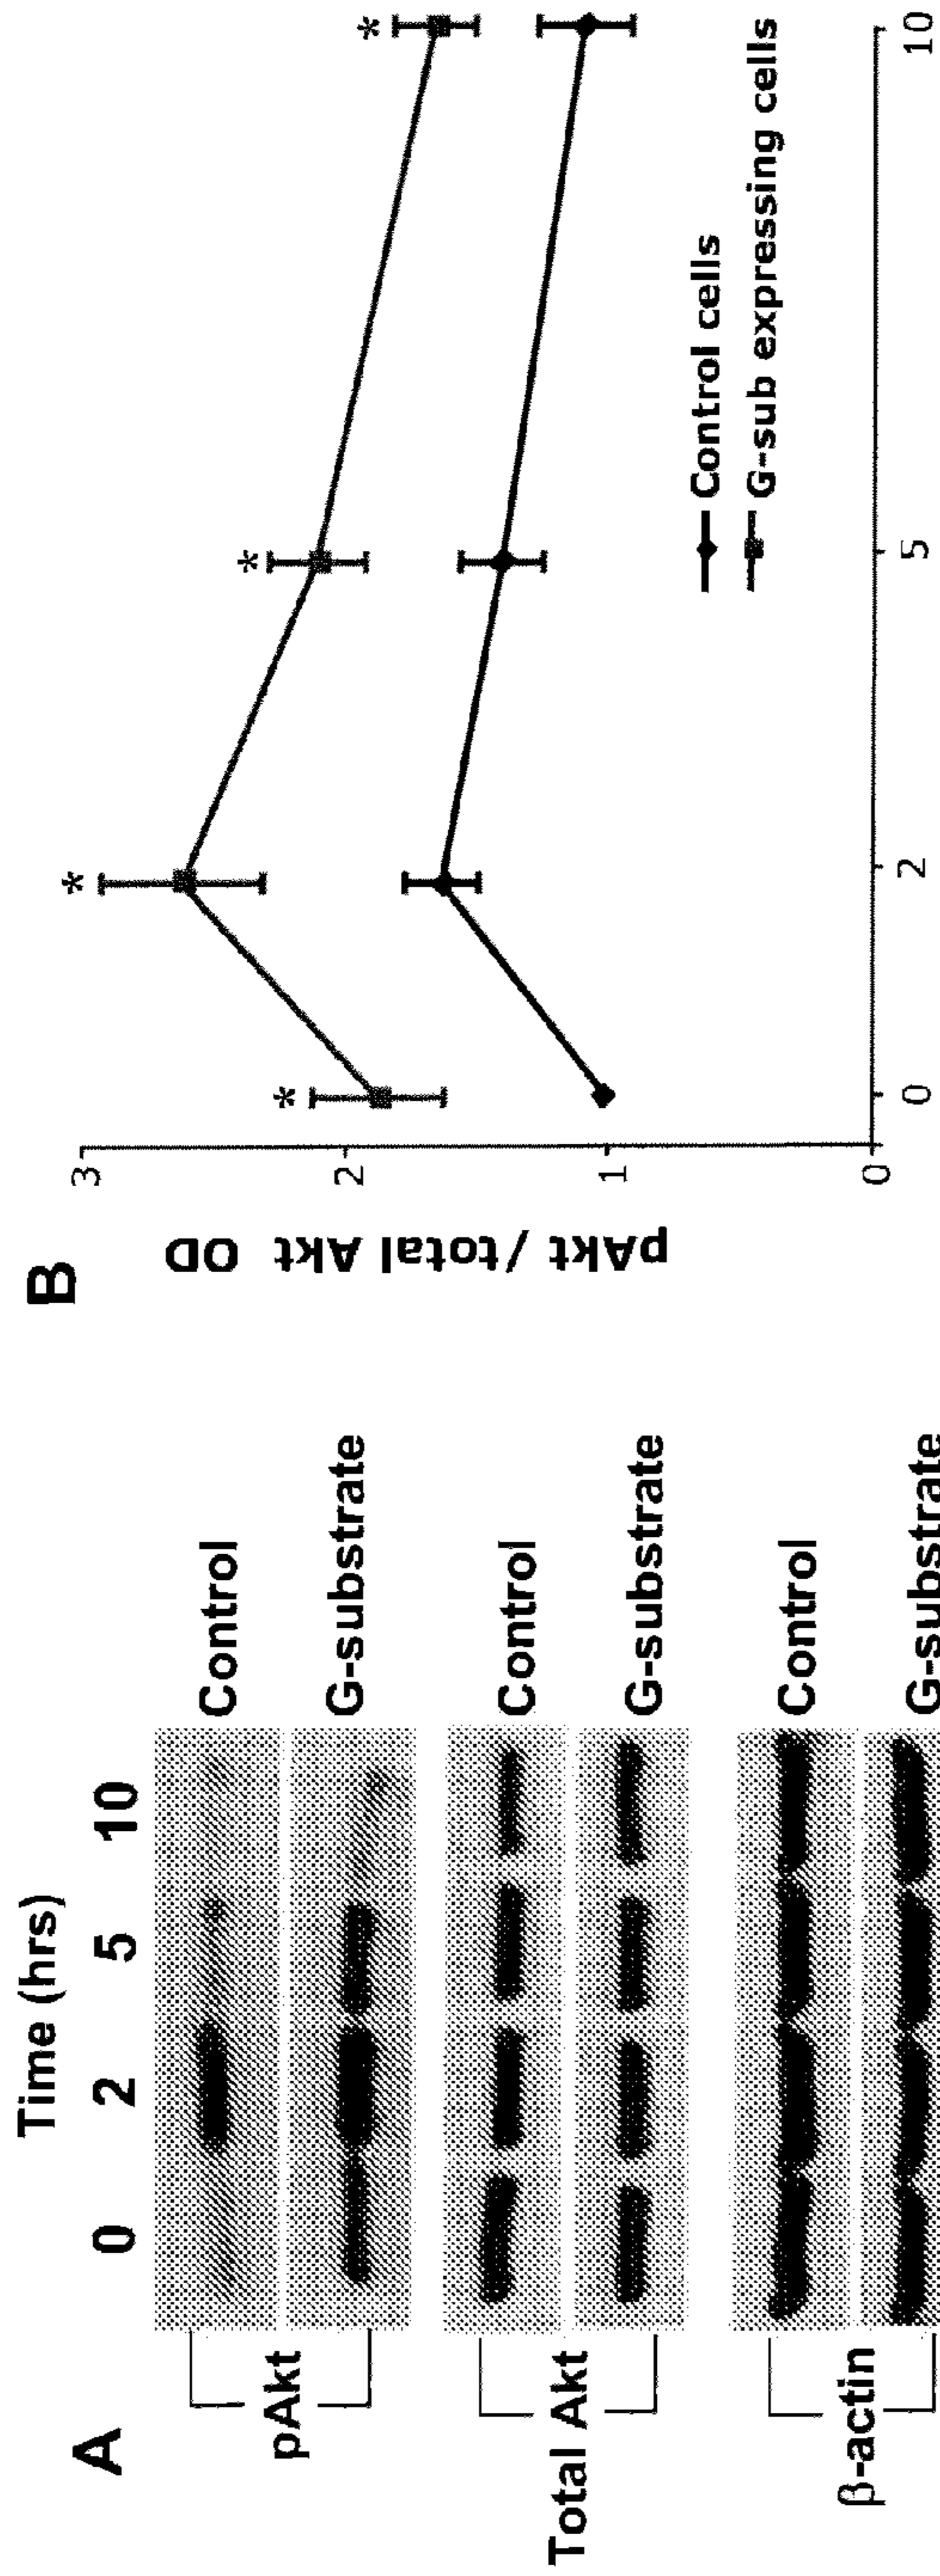 A
Time (hrs)
0 2 5 10
pAkt
Control
G-substrate
Total Akt
Control
G-substrate
β-actin
Control
G-substrate
B
pAkt / total Akt OD
3
2
1
0
*
*
*
*
Control cells
G-sub expressing cells
0 2 5 10